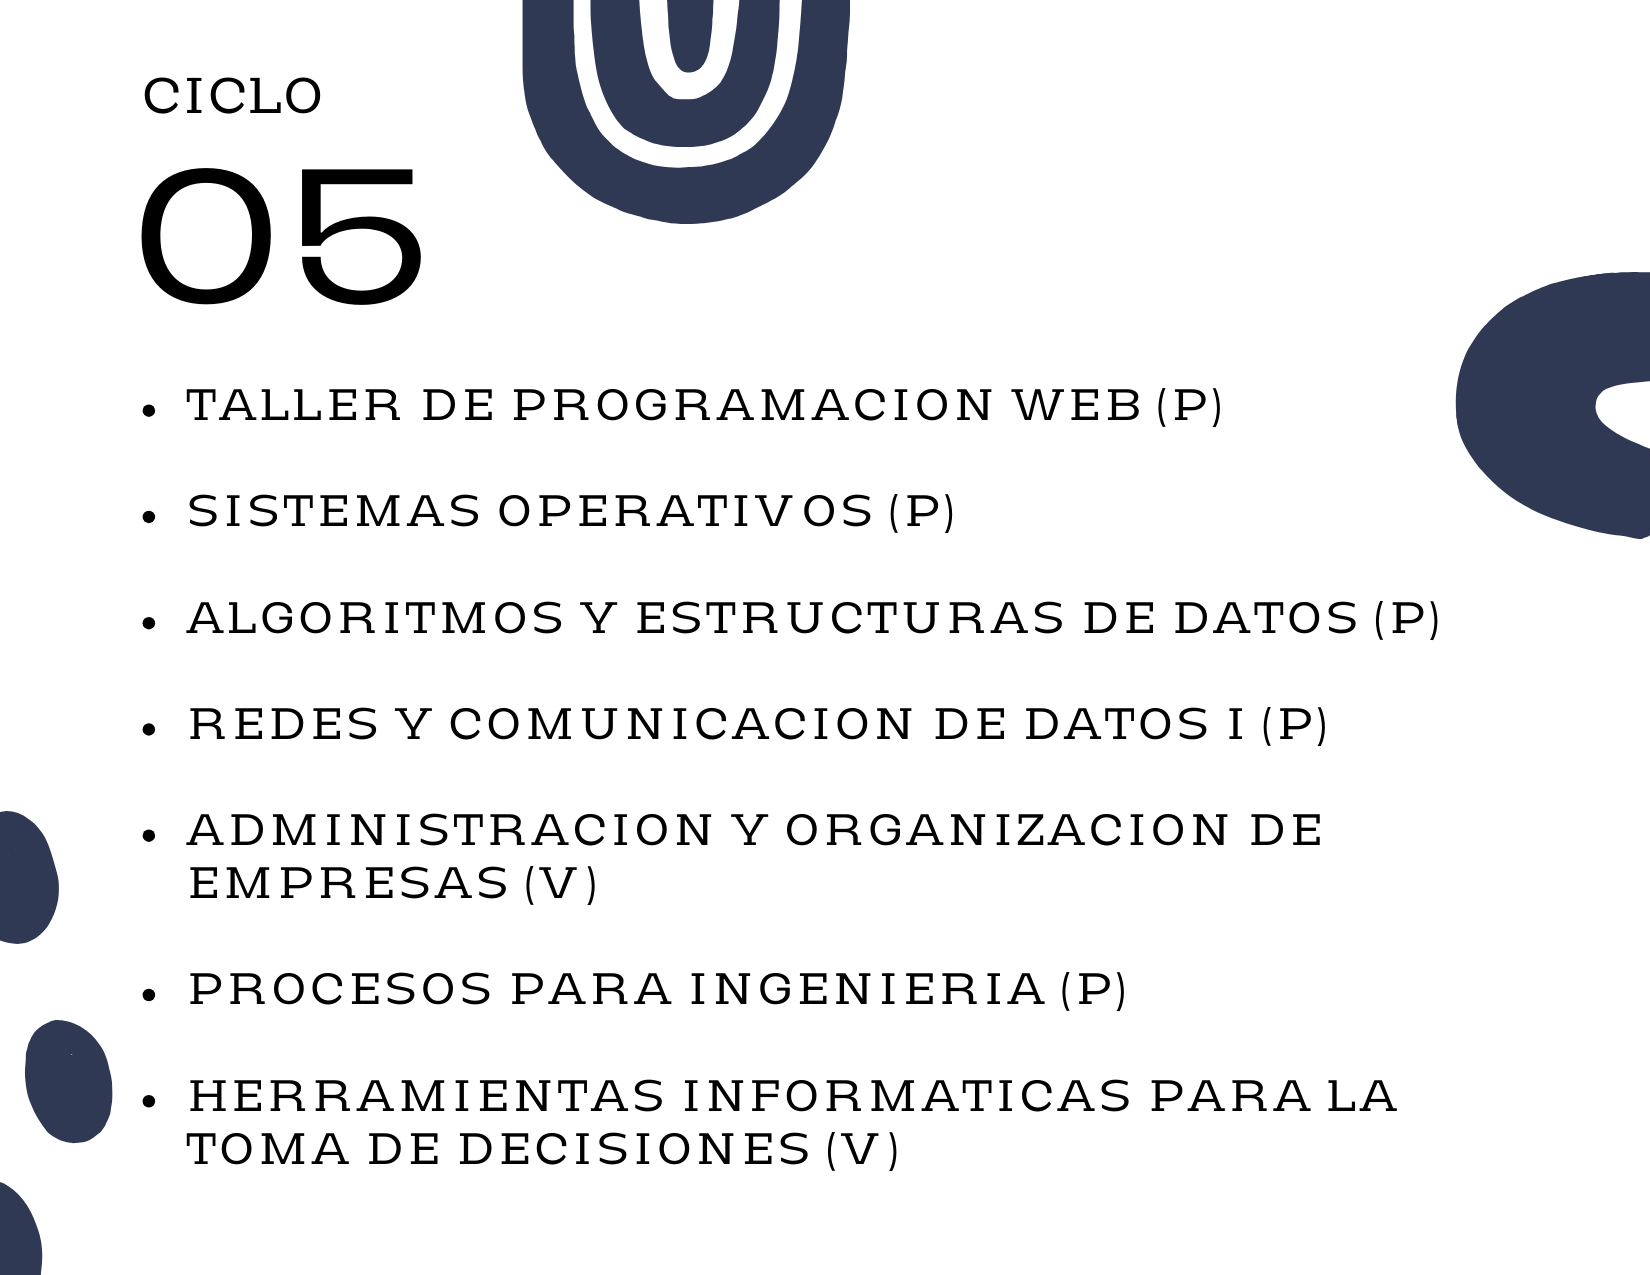 CICLO
05
• TALLER DE PROGRAMACION WEB (P)
• SISTEMAS OPERATIVOS (P)
• ALGORITMOS Y ESTRUCTURAS DE DATOS (P)
• REDES Y COMUNICACION DE DATOS I (P)
• ADMINISTRACION Y ORGANIZACION DE
EMPRESAS (V)
• PROCESOS PARA INGENIERIA (P)
• HERRAMIENTAS INFORMATICAS PARA LA
TOMA DE DECISIONES (V)